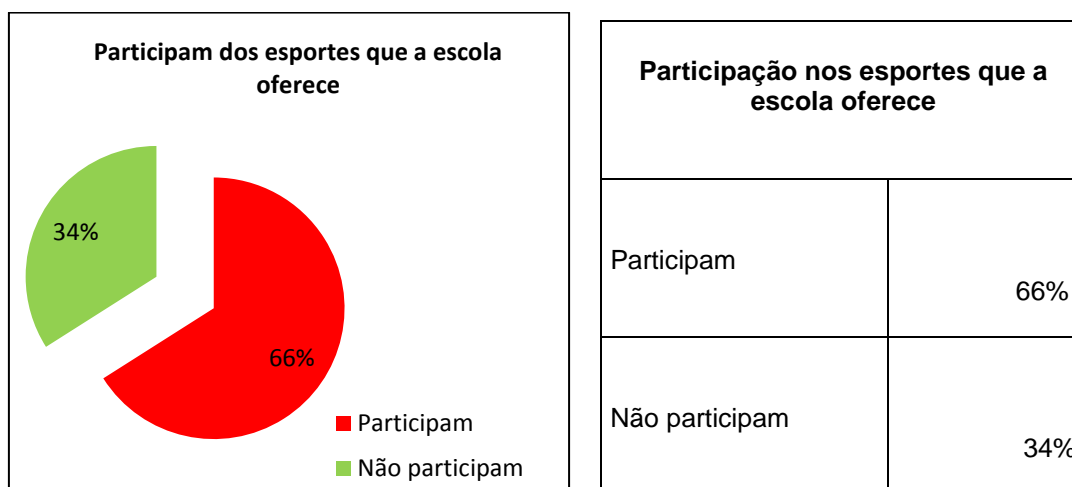 Participam dos esportes que a escola
oferece
34%
66%
Participam
Não participam
Participação nos esportes que a
escola oferece
Participam
66%
Não participam
34%